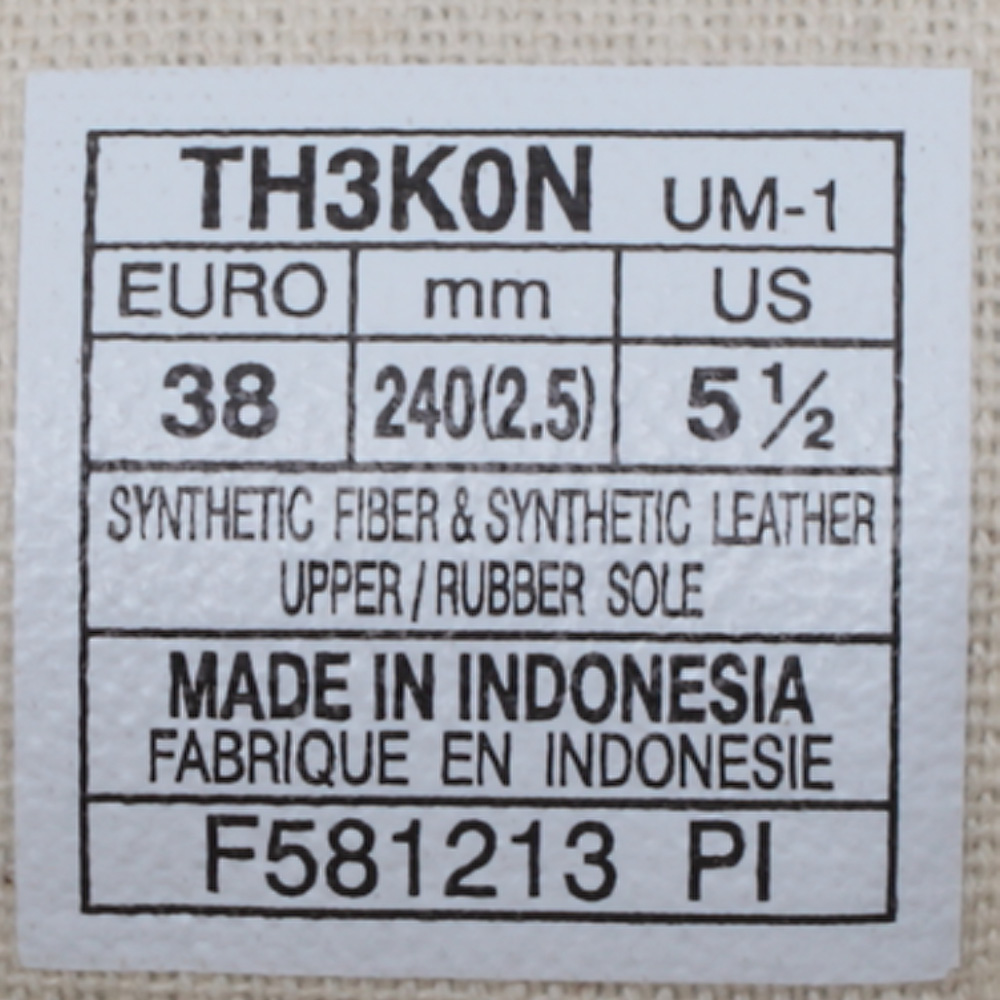 TH3K0N UM-1
EURO mm US
38 240(2.5) 5 ½
SYNTHETIC FIBER & SYNTHETIC LEATHER
UPPER / RUBBER SOLE
MADE IN INDONESIA
FABRIQUE EN INDONESIE
F581213 PI